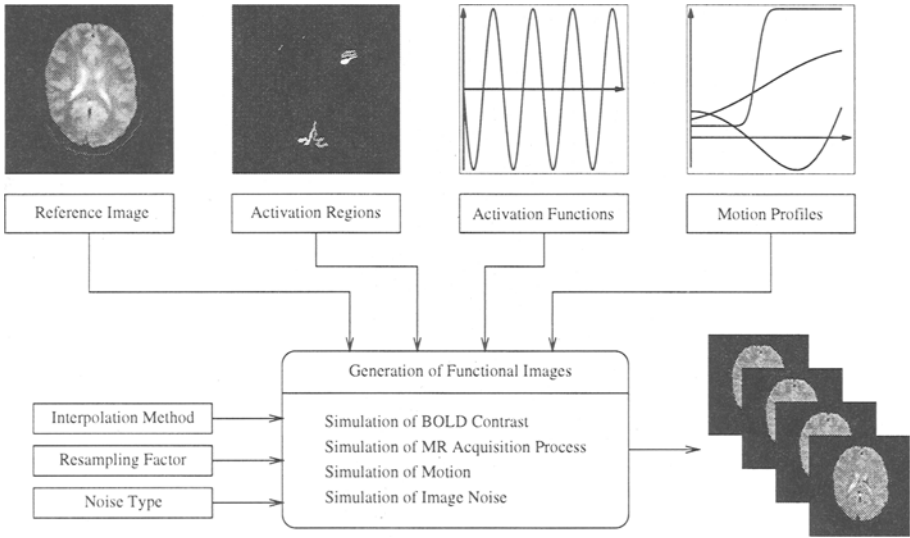 Reference Image
Activation Regions
Activation Functions
Motion Profiles
Generation of Functional Images
Interpolation Method
Resampling Factor
Noise Type
Simulation of BOLD Contrast
Simulation of MR Acquisition Process
Simulation of Motion
Simulation of Image Noise